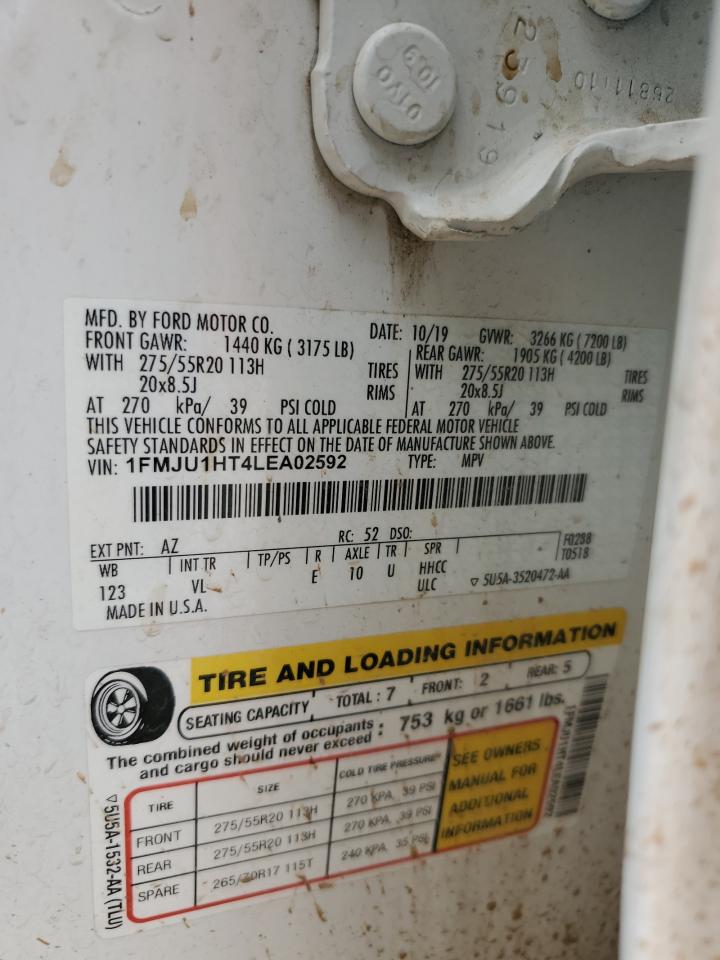 OTVO
10.9
23919
26811110
MFD. BY FORD MOTOR CO.
DATE: 10/19 GVWR: 3266 KG ( 7200 LB)
FRONT GAWR: 1440 KG ( 3175 LB)
REAR GAWR: 1905 KG ( 4200 LB)
WITH 275/55R20 113H TIRES
WITH 275/55R20 113H TIRES
20x8.5J RIMS
20x8.5J RIMS
AT 270 kPa/ 39 PSI COLD
AT 270 kPa/ 39 PSI COLD
THIS VEHICLE CONFORMS TO ALL APPLICABLE FEDERAL MOTOR VEHICLE
SAFETY STANDARDS IN EFFECT ON THE DATE OF MANUFACTURE SHOWN ABOVE.
VIN: 1FMJU1HT4LEA02592 TYPE: MPV
EXT PNT: AZ RC: 52 DSO: F0288
T0518
WB INT TR TP/PS R AXLE TR SPR
123 VL E 10 U HHCC
ULC
MADE IN U.S.A.
5U5A-3520472-AA
TIRE AND LOADING INFORMATION
SEATING CAPACITY TOTAL : 7 FRONT: 2 REAR: 5
The combined weight of occupants and cargo should never exceed : 753 kg or 1661 lbs.
TIRE SIZE COLD TIRE PRESSURE
FRONT 275/55R20 113H 270 KPA, 39 PSI
REAR 275/55R20 113H 270 KPA, 39 PSI
SPARE 265/70R17 115T 240 KPA, 35 PSI
SEE OWNERS
MANUAL FOR
ADDITIONAL
INFORMATION
5U5A-1532-AA (TLU)
1FMJU1HT4LEA02592